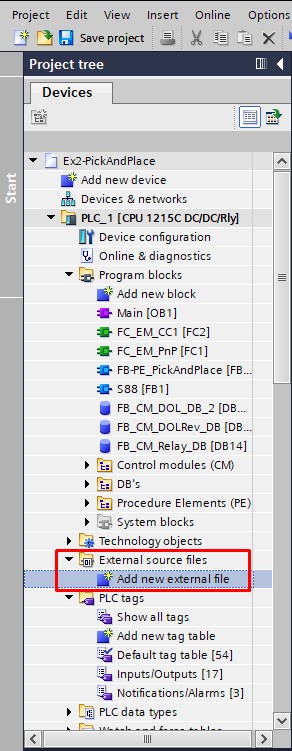 Project Edit View Insert Online Options
Save project
Project tree
Devices
Start
Ex2-PickAndPlace
Add new device
Devices & networks
PLC_1 [CPU 1215C DC/DC/Rly]
Device configuration
Online & diagnostics
Program blocks
Add new block
Main [OB1]
FC_EM_CC1 [FC2]
FC_EM_PnP [FC1]
FB-PE_PickAndPlace [FB...
S88 [FB1]
FB_CM_DOL_DB_2 [DB...
FB_CM_DOLRev_DB [DB...
FB_CM_Relay_DB [DB14]
Control modules (CM)
DB's
Procedure Elements (PE)
System blocks
Technology objects
External source files
Add new external file
PLC tags
Show all tags
Add new tag table
Default tag table [54]
Inputs/Outputs [17]
Notifications/Alarms [3]
PLC data types
Watch and force tables